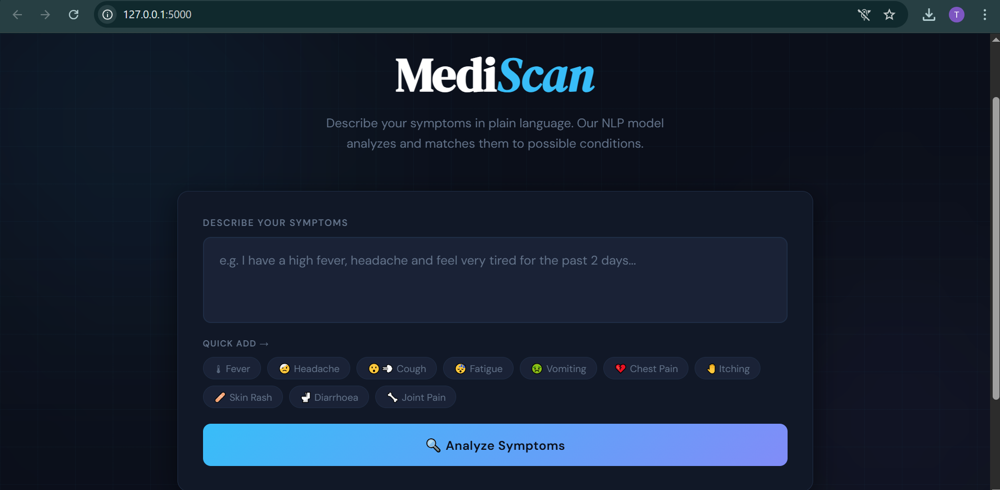 127.0.0.1:5000
T
MediScan
Describe your symptoms in plain language. Our NLP model
analyzes and matches them to possible conditions.
DESCRIBE YOUR SYMPTOMS
e.g. I have a high fever, headache and feel very tired for the past 2 days...
QUICK ADD →
🌡 Fever 🤕 Headache 😮‍💨 Cough 😴 Fatigue 🤢 Vomiting 💔 Chest Pain 🤚 Itching
🩹 Skin Rash 🚽 Diarrhoea 🦴 Joint Pain
🔍 Analyze Symptoms